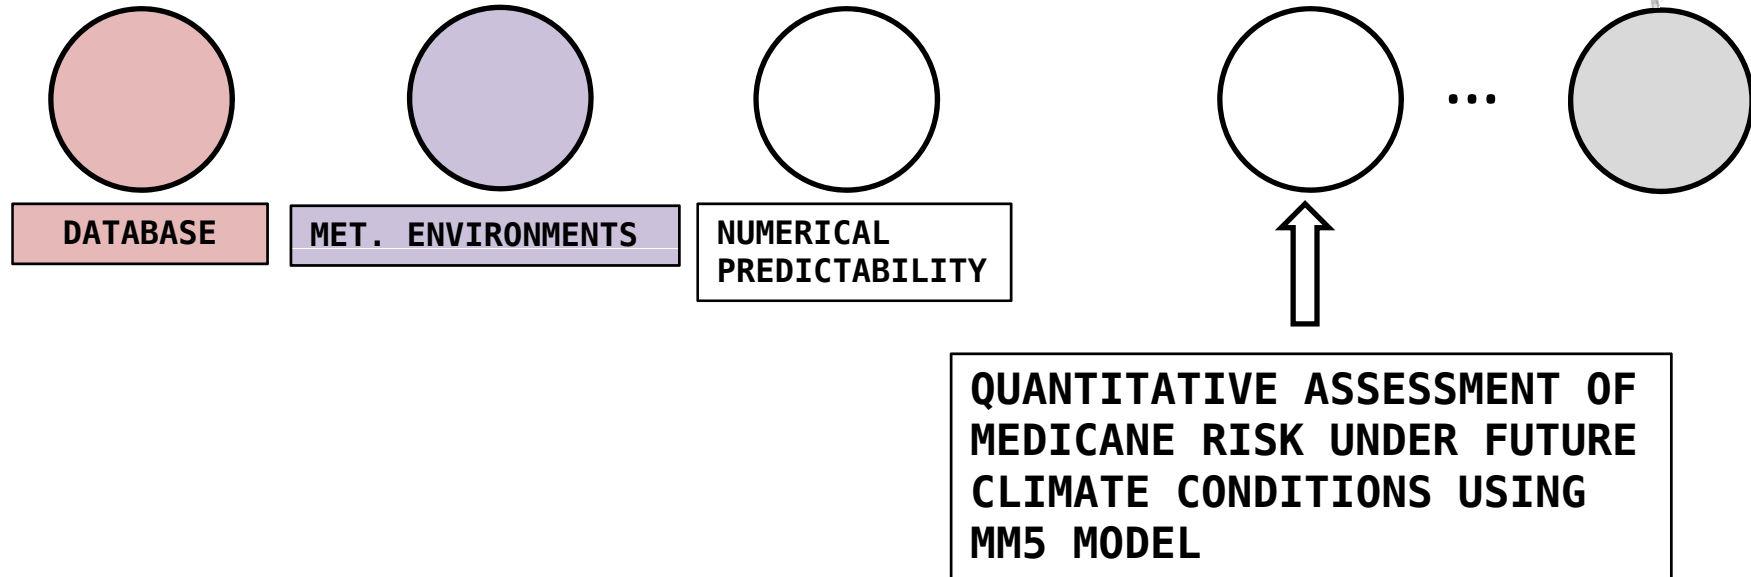 ...
DATABASE
MET. ENVIRONMENTS
NUMERICAL
PREDICTABILITY
QUANTITATIVE ASSESSMENT OF
MEDICANE RISK UNDER FUTURE
CLIMATE CONDITIONS USING
MM5 MODEL